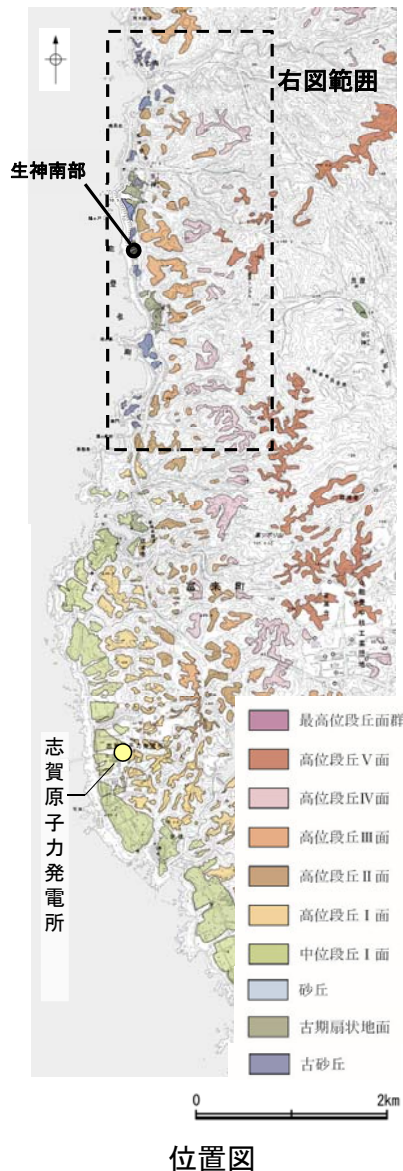 右図範囲
生神南部
富来町
志賀原子力発電所
最高位段丘面群
高位段丘Ⅴ面
高位段丘Ⅳ面
高位段丘Ⅲ面
高位段丘Ⅱ面
高位段丘Ⅰ面
中位段丘Ⅰ面
砂丘
古期扇状地面
古砂丘
0 2km
位置図